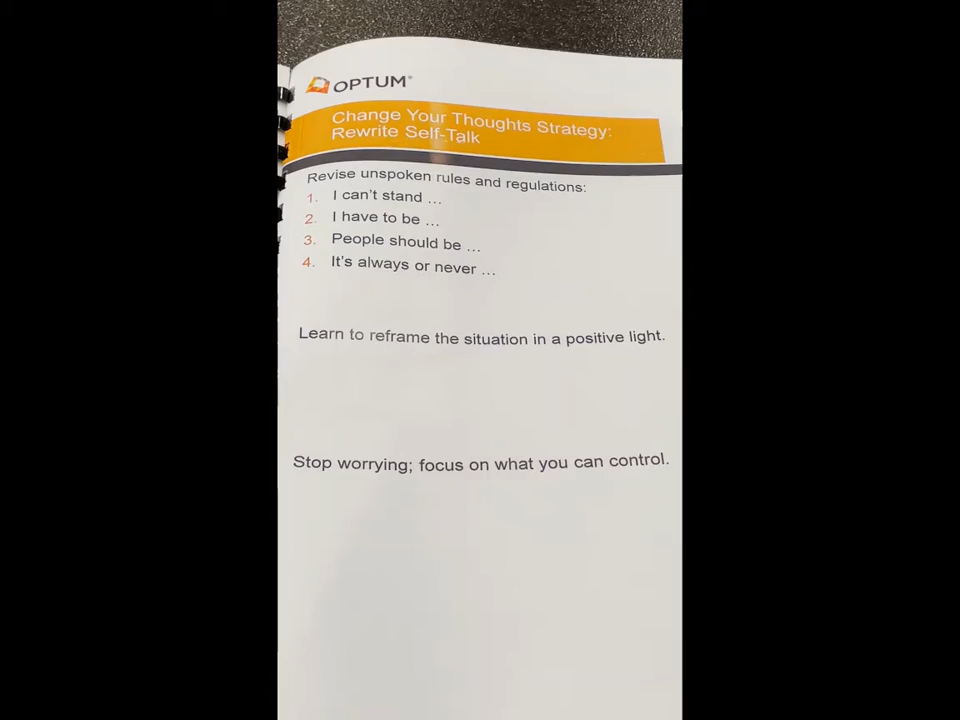 OPTUM®
Change Your Thoughts Strategy:
Rewrite Self-Talk
Revise unspoken rules and regulations:
1. I can't stand ...
2. I have to be ...
3. People should be ...
4. It's always or never ...
Learn to reframe the situation in a positive light.
Stop worrying; focus on what you can control.